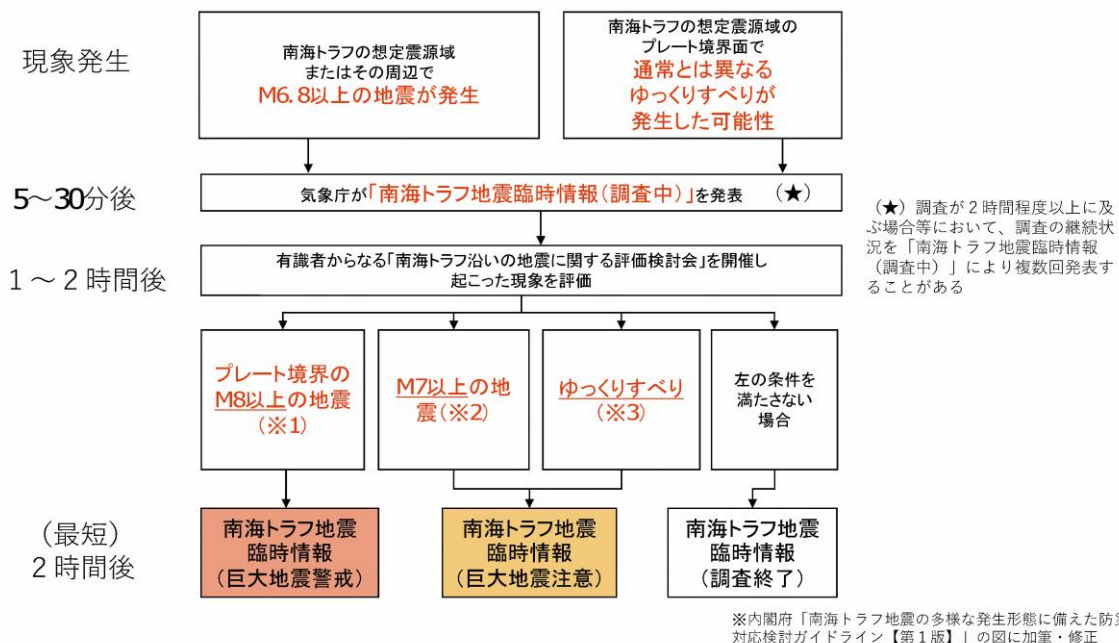 現象発生
南海トラフの想定震源域
またはその周辺で
M6.8以上の地震が発生
南海トラフの想定震源域の
プレート境界面で
通常とは異なる
ゆっくりすべりが
発生した可能性
5～30分後
気象庁が「南海トラフ地震臨時情報(調査中)」を発表 (★)
(★)調査が2時間程度以上に及
ぶ場合等において、調査の継続状
況を「南海トラフ地震臨時情報
(調査中)」により複数回発表す
ることがある
1～2時間後
有識者からなる「南海トラフ沿いの地震に関する評価検討会」を開催し
起こった現象を評価
プレート境界の
M8以上の地震
(※1)
M7以上の地
震(※2)
ゆっくりすべり
(※3)
左の条件を
満たさない
場合
(最短)
2時間後
南海トラフ地震
臨時情報
(巨大地震警戒)
南海トラフ地震
臨時情報
(巨大地震注意)
南海トラフ地震
臨時情報
(調査終了)
※内閣府「南海トラフ地震の多様な発生形態に備えた防災
対応検討ガイドライン【第1版】」の図に加筆・修正